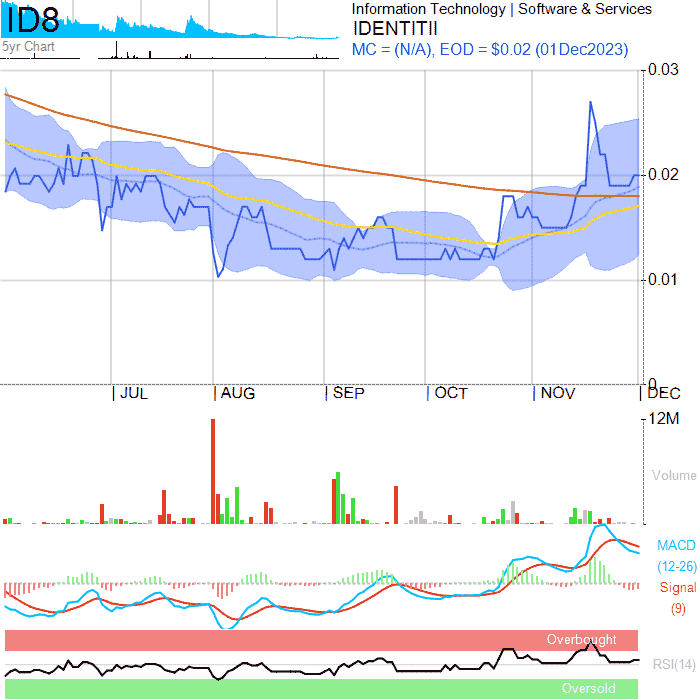 ID8
5yr Chart
Information Technology | Software & Services
IDENTITII
MC = (N/A), EOD = $0.02 (01Dec2023)
0.03
0.02
0.01
0
JUL
AUG
SEP
OCT
NOV
DEC
12M
Volume
MACD
(12-26)
Signal
(9)
Overbought
RSI(14)
Oversold